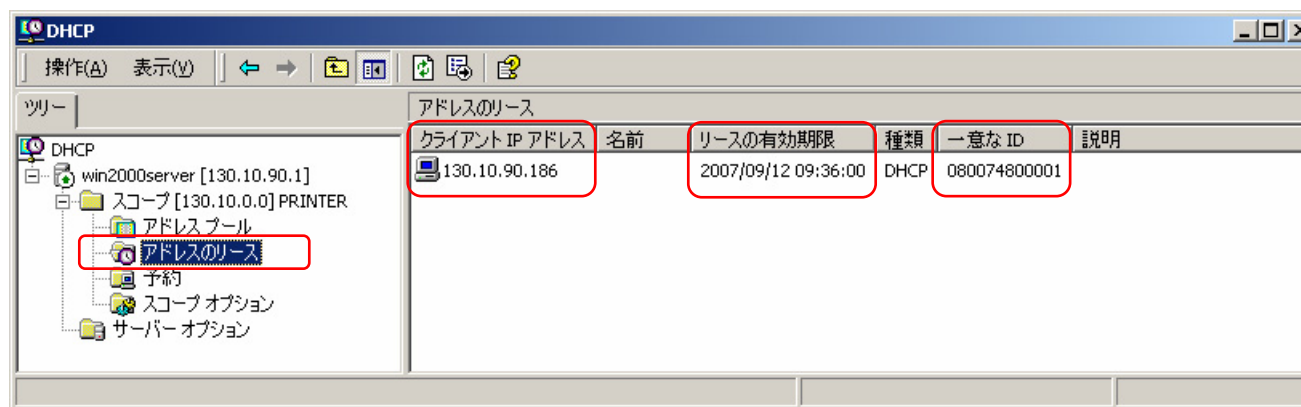 DHCP
操作(A) 表示(V)
ツリー
アドレスのリース
クライアント IP アドレス 名前 リースの有効期限 種類 一意な ID 説明
130.10.90.186 2007/09/12 09:36:00 DHCP 080074800001
DHCP
win2000server [130.10.90.1]
スコープ [130.10.0.0] PRINTER
アドレス プール
アドレスのリース
予約
スコープ オプション
サーバー オプション